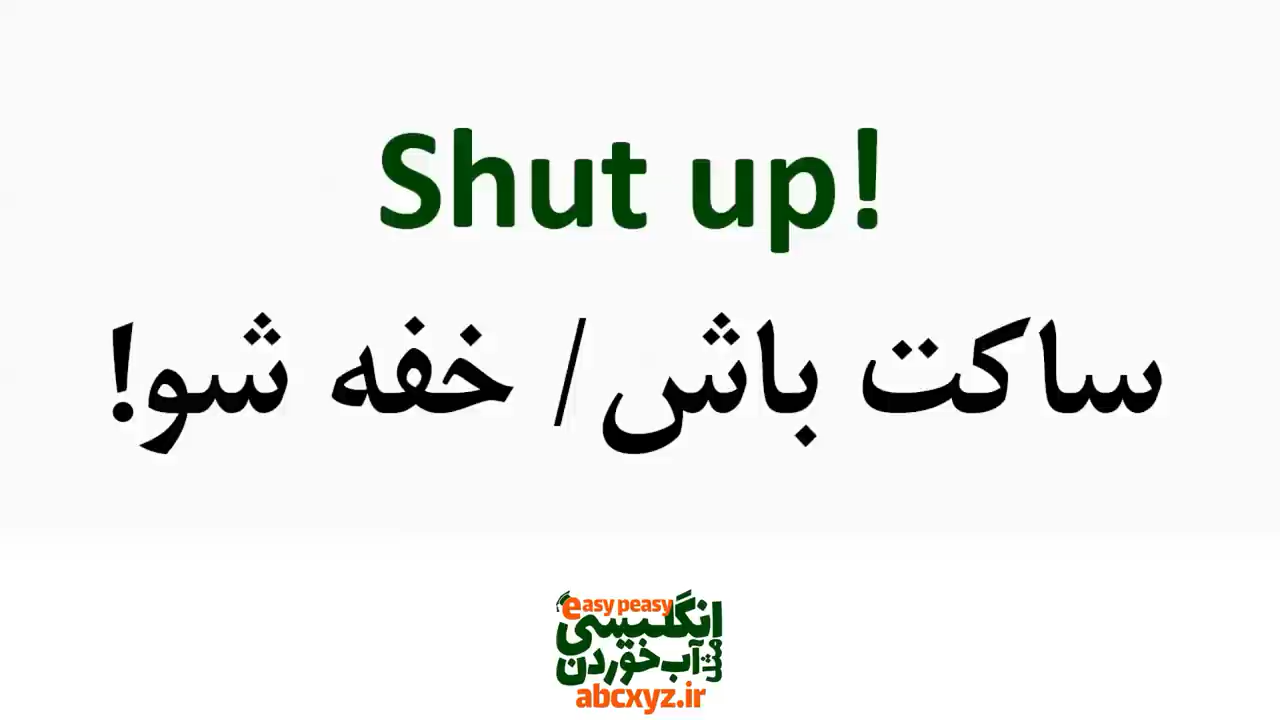 Shut up!
ساکت باش/ خفه شو!
easy peasy
انگلیسی
مثل آب خوردن
abcxyz.ir